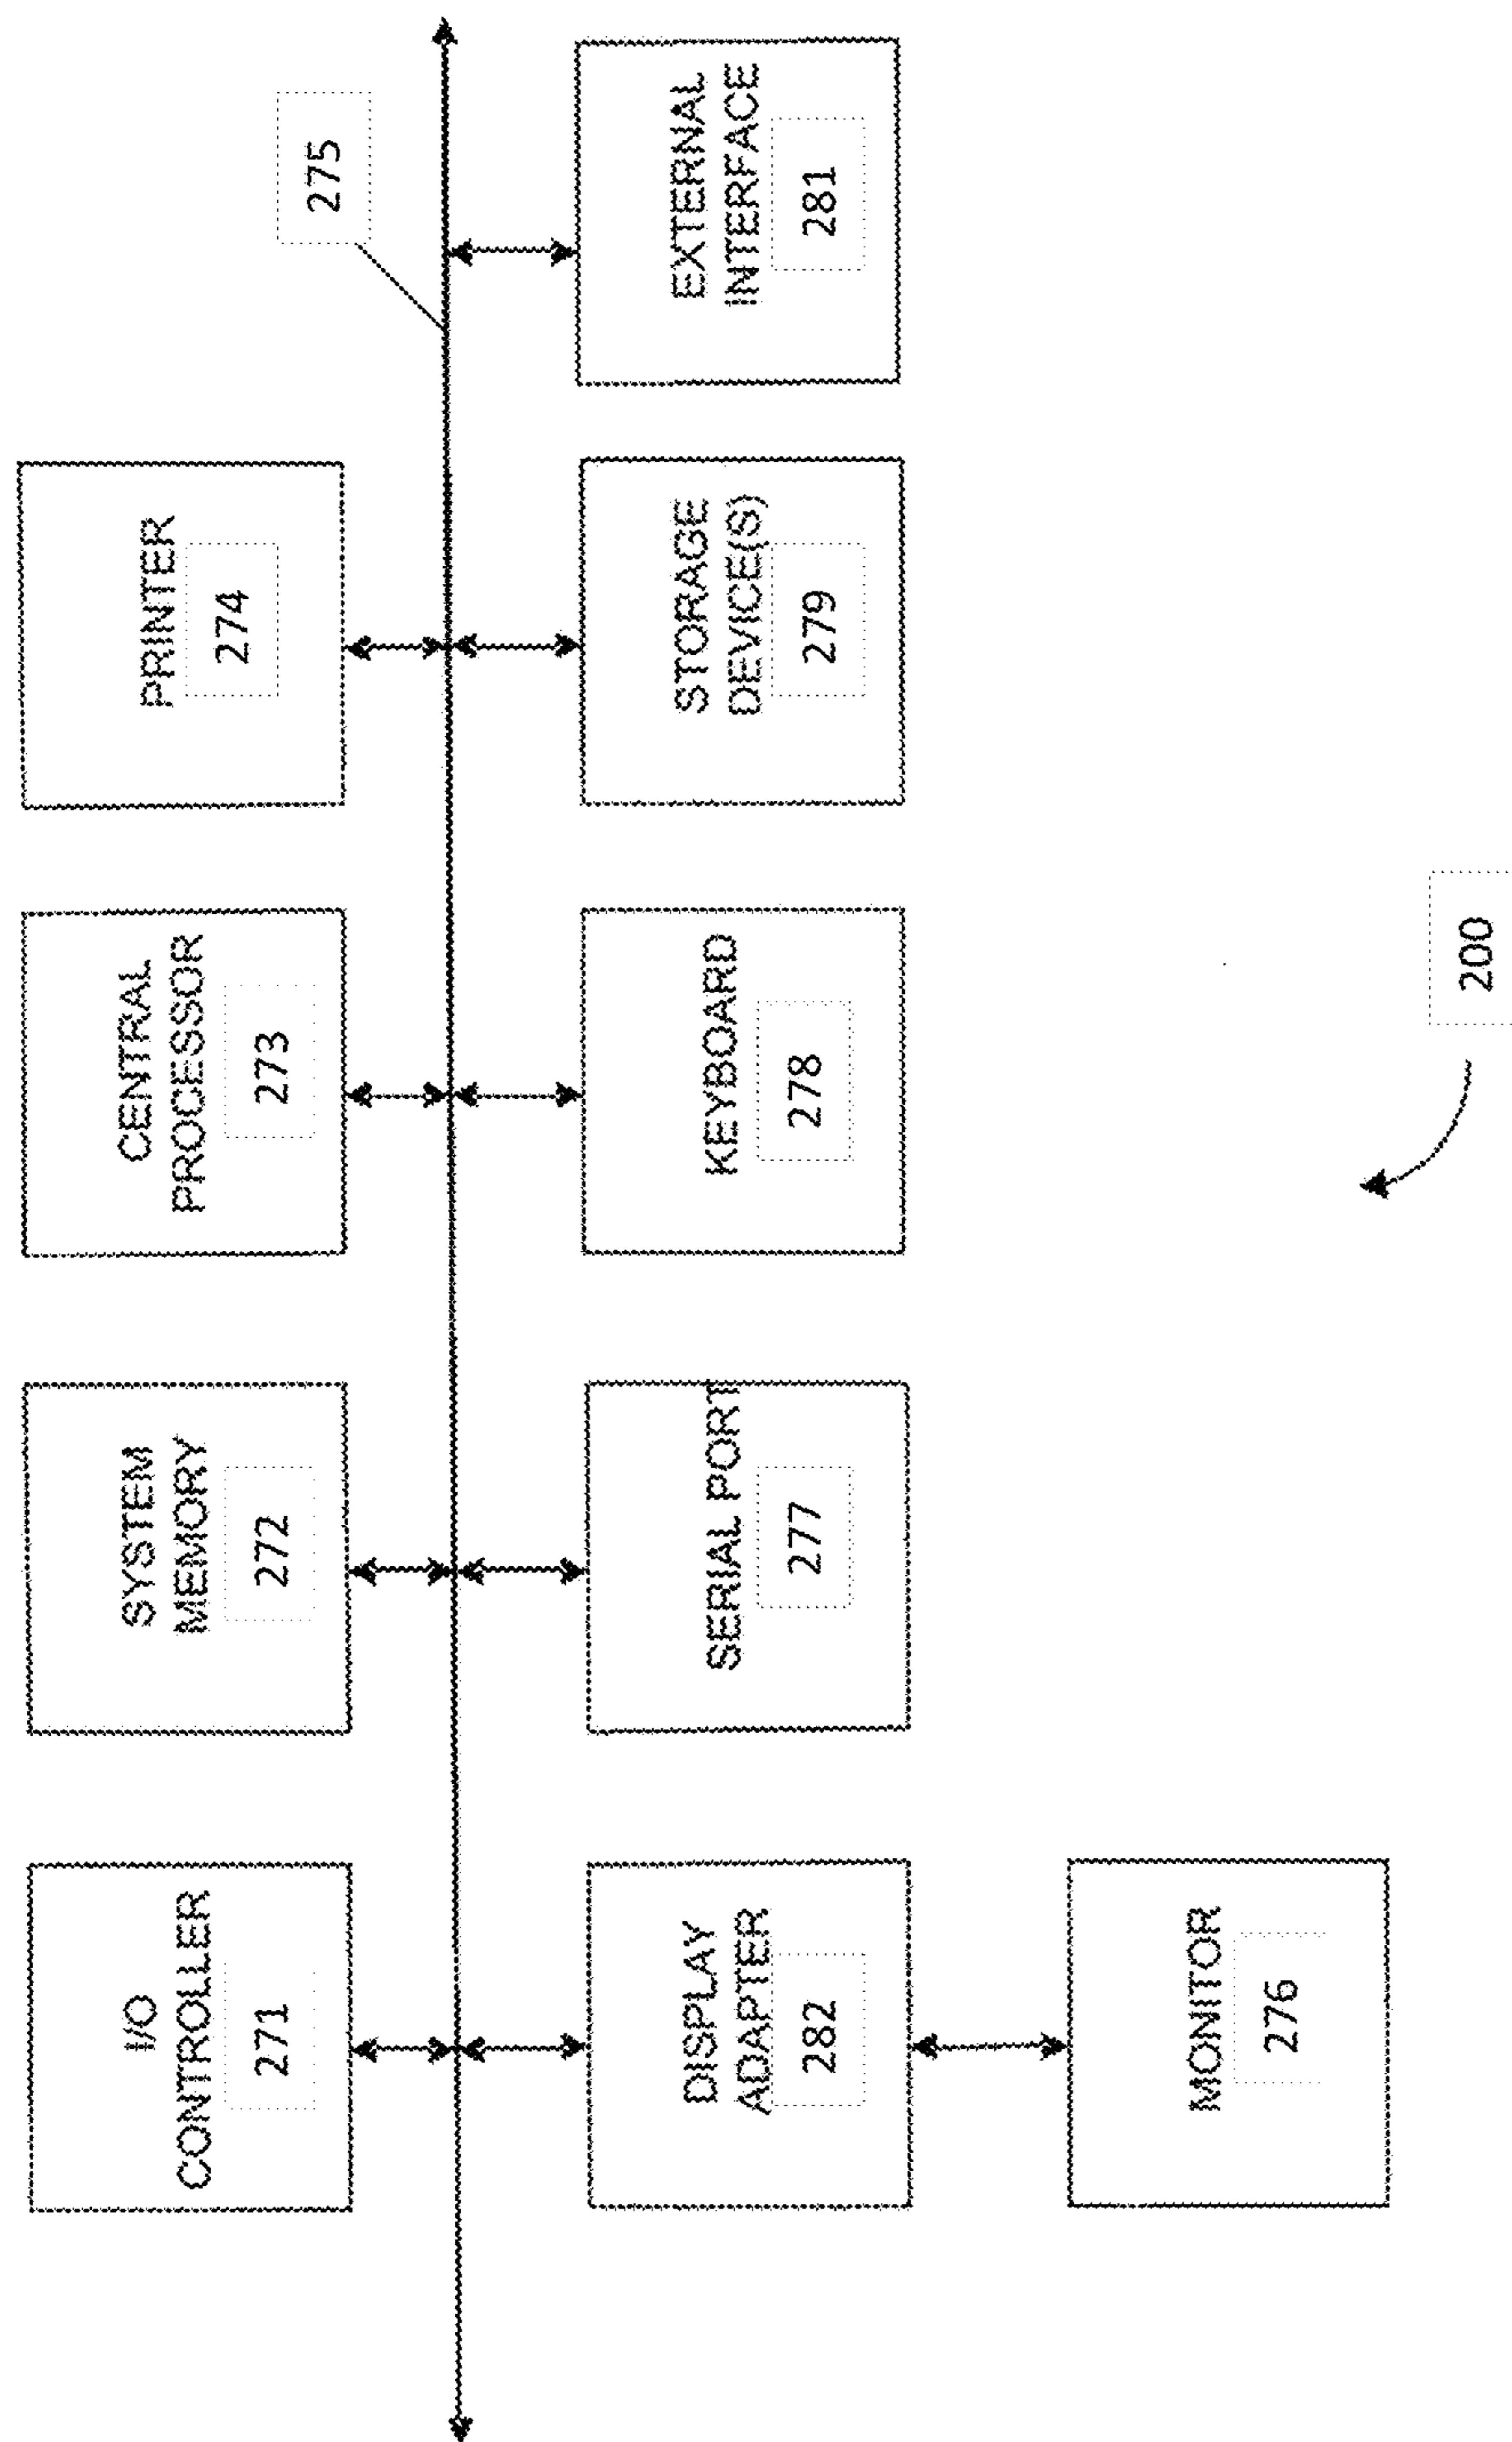 I/O
CONTROLLER
271
SYSTEM
MEMORY
272
CENTRAL
PROCESSOR
273
PRINTER
274
275
DISPLAY
ADAPTER
282
SERIAL PORT
277
KEYBOARD
278
STORAGE
DEVICE(S)
279
EXTERNAL
INTERFACE
281
MONITOR
276
200